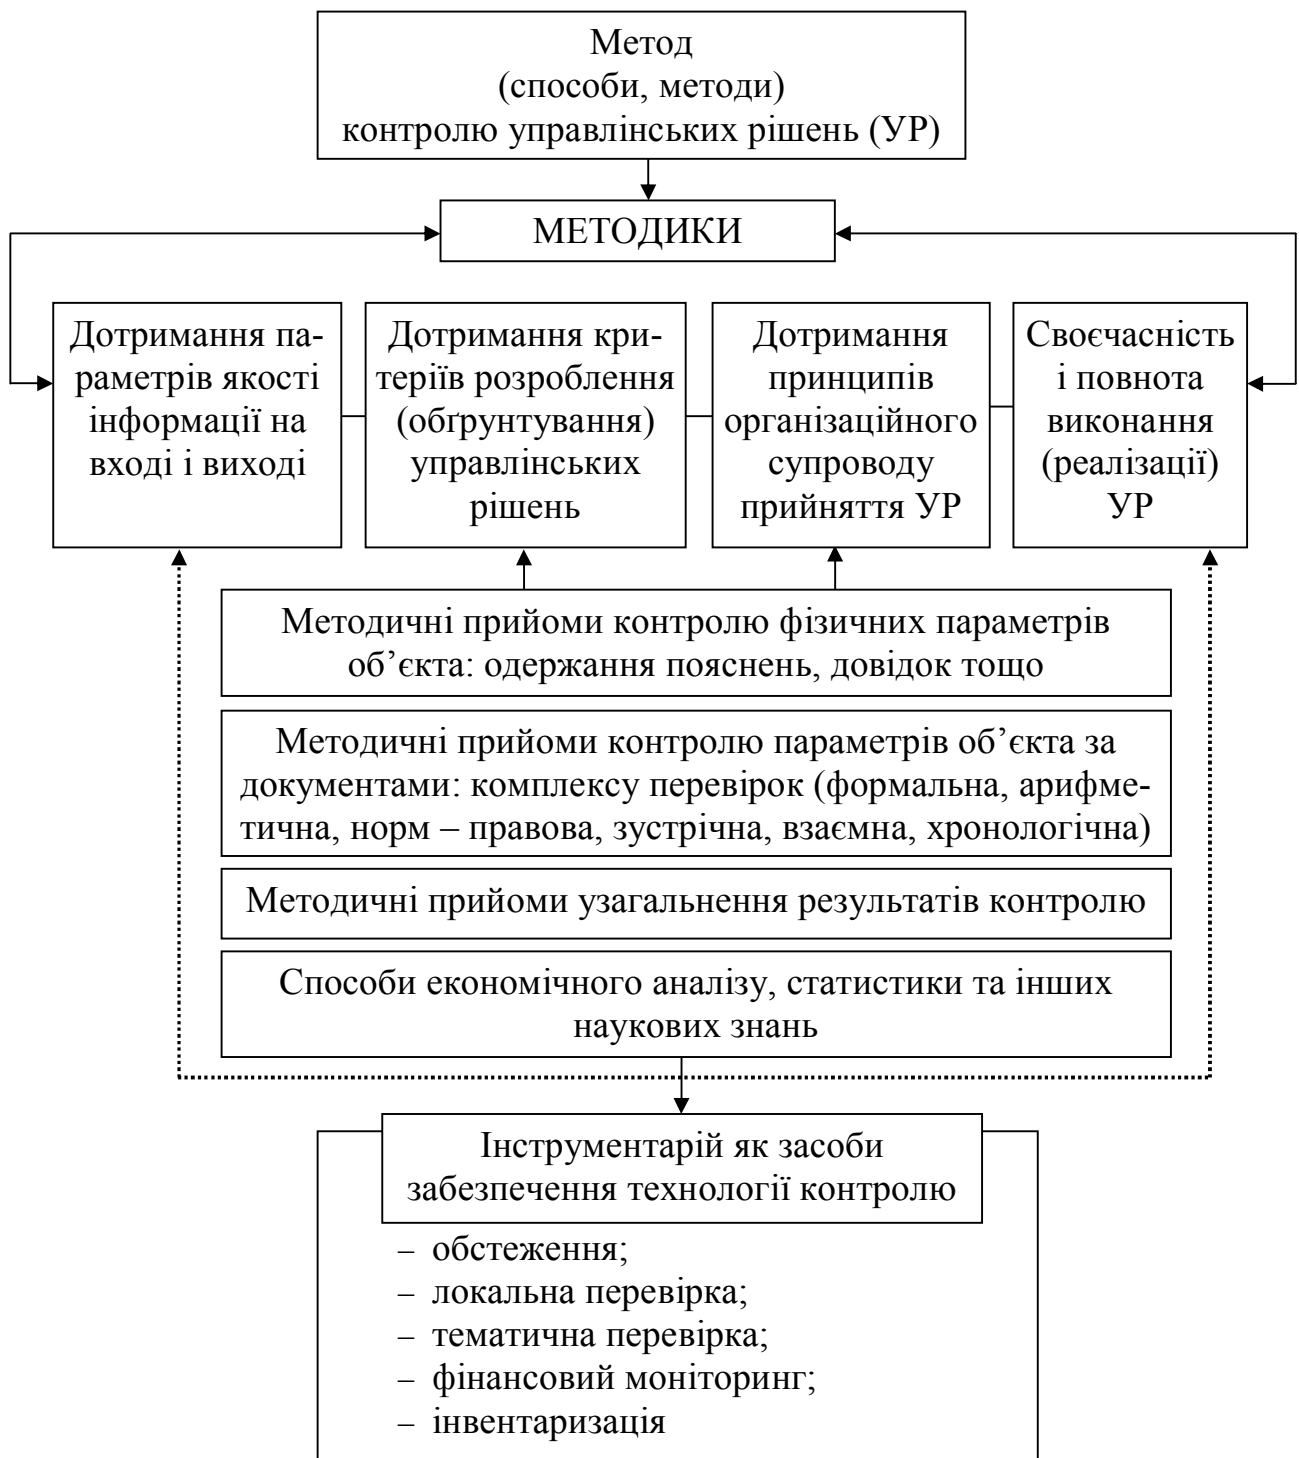 Метод
(способи, методи)
контролю управлінських рішень (УР)
МЕТОДИКИ
Дотримання па-
раметрів якості
інформації на
вході і виході
Дотримання кри-
теріїв розроблення
(обґрунтування)
управлінських
рішень
Дотримання
принципів
організаційного
супроводу
прийняття УР
Своєчасність
і повнота
виконання
(реалізації)
УР
Методичні прийоми контролю фізичних параметрів
об’єкта: одержання пояснень, довідок тощо
Методичні прийоми контролю параметрів об’єкта за
документами: комплексу перевірок (формальна, арифме-
тична, норм – правова, зустрічна, взаємна, хронологічна)
Методичні прийоми узагальнення результатів контролю
Способи економічного аналізу, статистики та інших
наукових знань
Інструментарій як засоби
забезпечення технології контролю
– обстеження;
– локальна перевірка;
– тематична перевірка;
– фінансовий моніторинг;
– інвентаризація